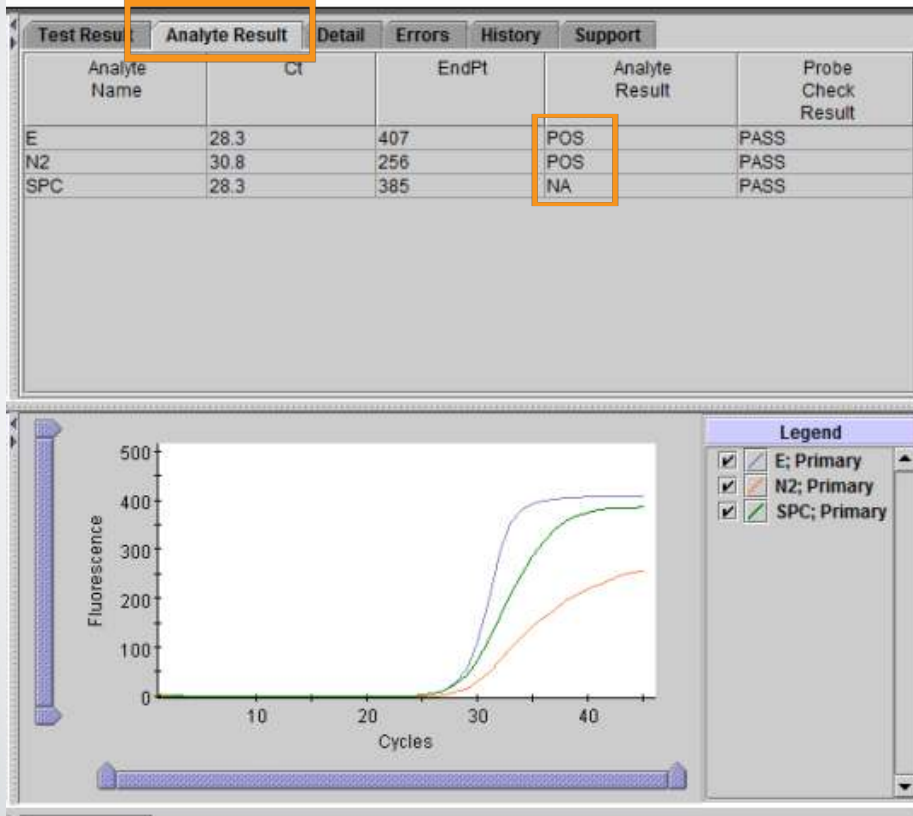 Test Result Analyte Result Detail Errors History Support
Analyte Name Ct EndPt Analyte Result Probe Check Result
E 28.3 407 POS PASS
N2 30.8 256 POS PASS
SPC 28.3 385 NA PASS
Legend
E; Primary
N2; Primary
SPC; Primary
500
400
300
200
100
0
Fluorescence
10 20 30 40
Cycles